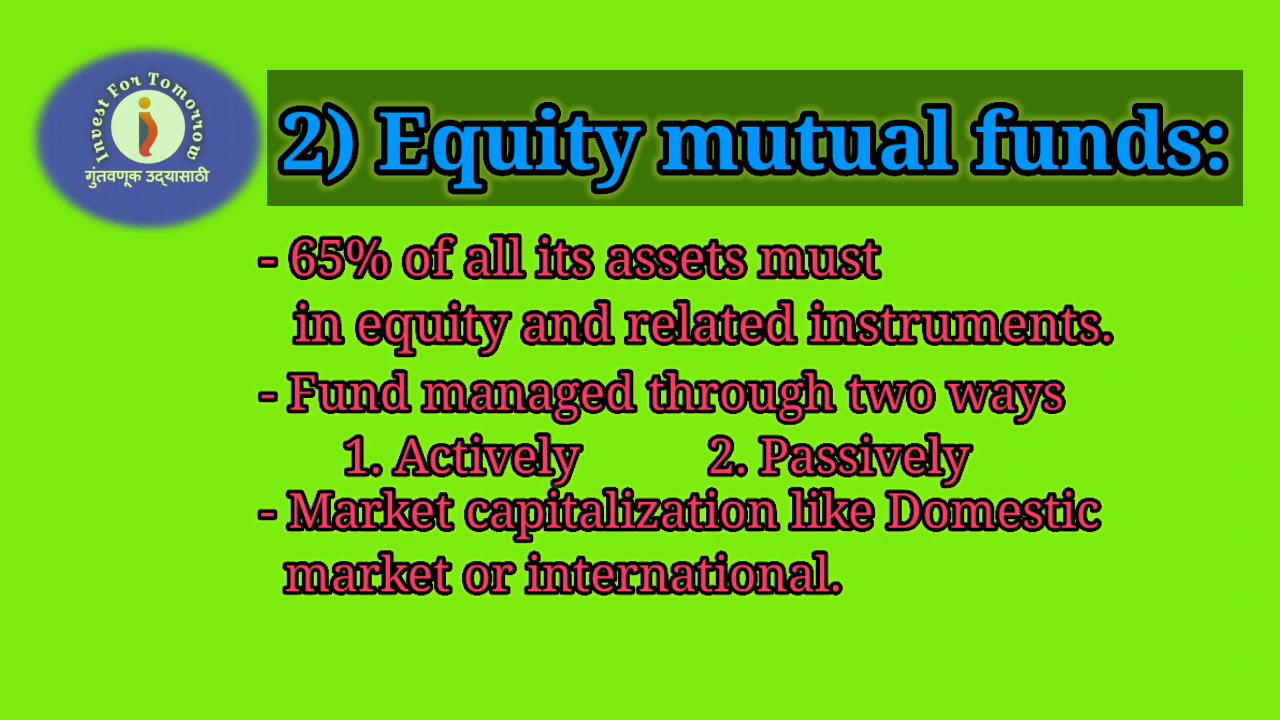 Invest For Tomorrow
गुंतवणूक उद्यासाठी
2) Equity mutual funds:
- 65% of all its assets must
in equity and related instruments.
- Fund managed through two ways
1. Actively 2. Passively
- Market capitalization like Domestic
market or international.